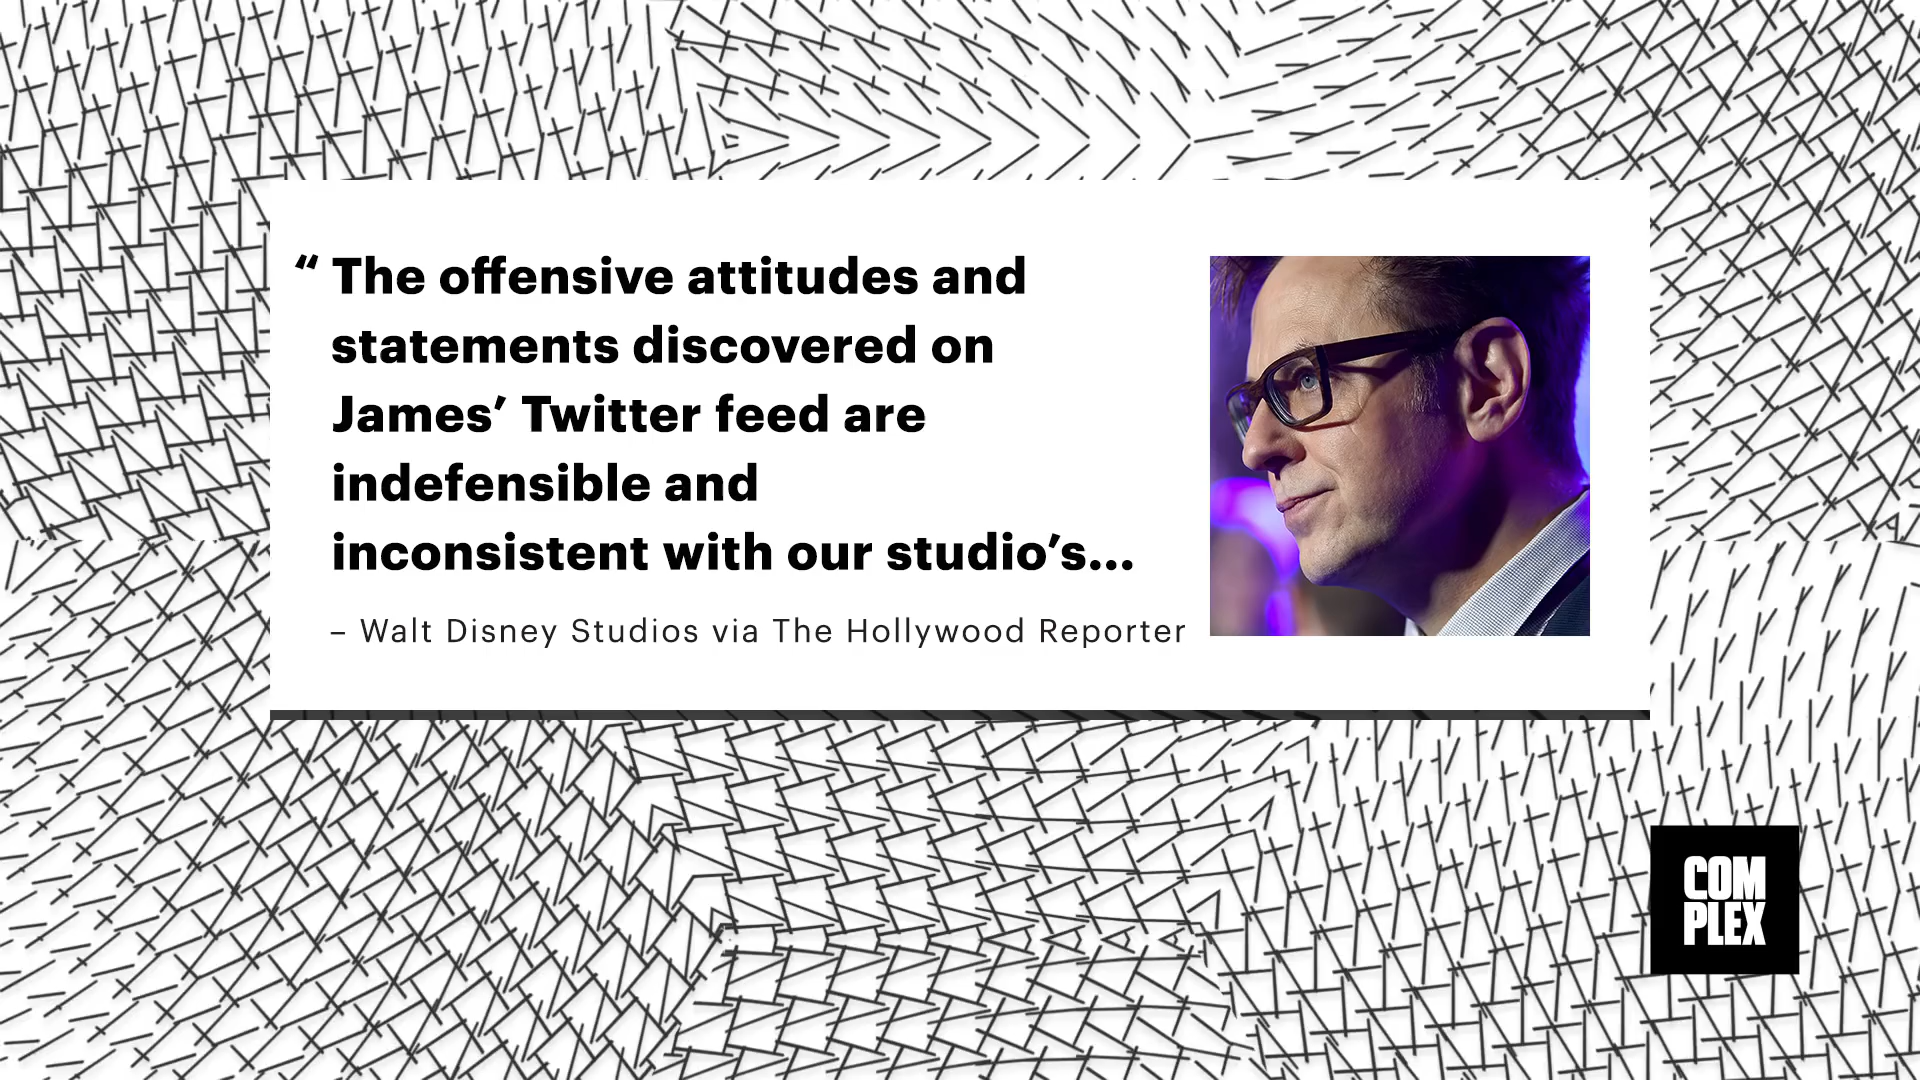 “ The offensive attitudes and
statements discovered on
James’ Twitter feed are
indefensible and
inconsistent with our studio’s...
– Walt Disney Studios via The Hollywood Reporter
COM
PLEX